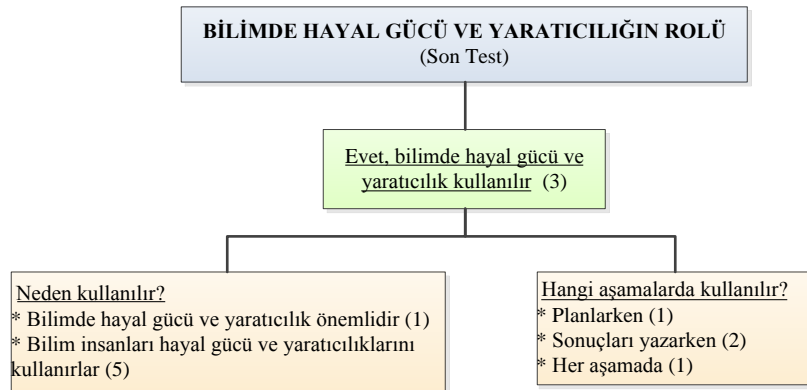 BİLİMDE HAYAL GÜCÜ VE YARATICILIĞIN ROLÜ
(Son Test)
Evet, bilimde hayal gücü ve
yaratıcılık kullanılır (3)
Neden kullanılır?
* Bilimde hayal gücü ve yaratıcılık önemlidir (1)
* Bilim insanları hayal gücü ve yaratıcılıklarını
kullanırlar (5)
Hangi aşamalarda kullanılır?
* Planlarken (1)
* Sonuçları yazarken (2)
* Her aşamada (1)